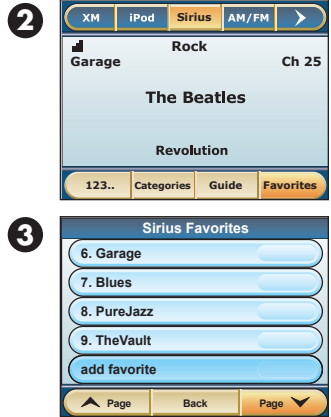 2
XM iPod Sirius AM/FM
Rock
Garage Ch 25
The Beatles
Revolution
123.. Categories Guide Favorites
3
Sirius Favorites
6. Garage
7. Blues
8. PureJazz
9. TheVault
add favorite
Page Back Page